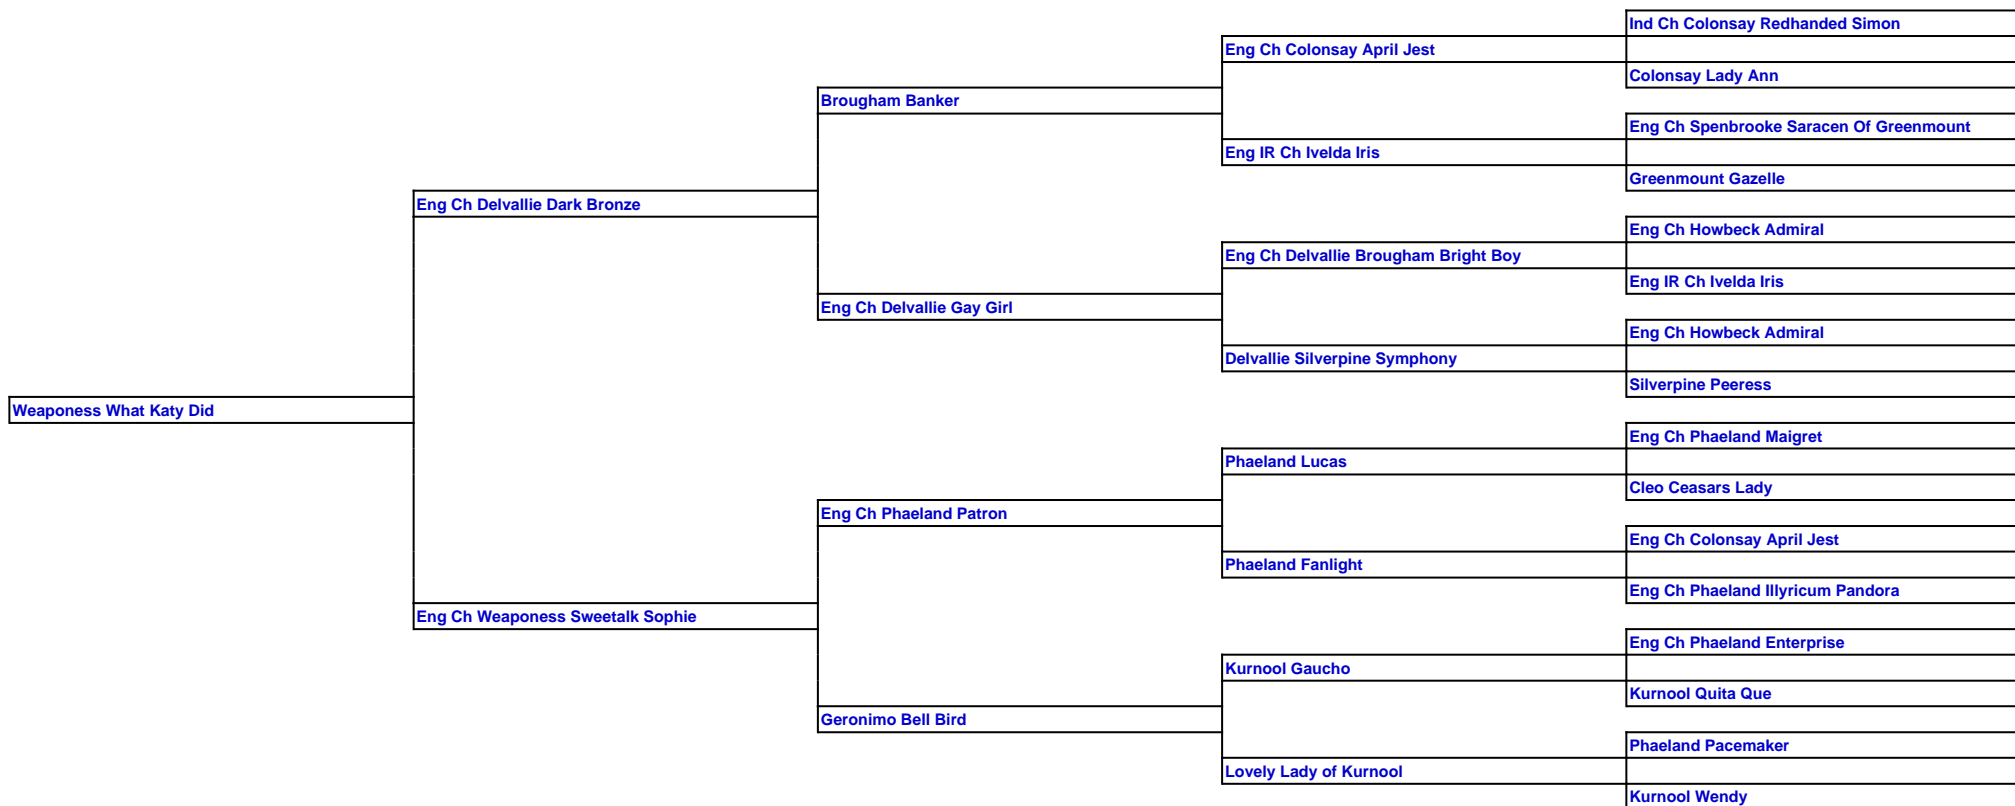 Ind Ch Colonsay Redhanded Simon
Eng Ch Colonsay April Jest
Colonsay Lady Ann
Brougham Banker
Eng Ch Spenbrooke Saracen Of Greenmount
Eng IR Ch Ivelda Iris
Greenmount Gazelle
Eng Ch Delvallie Dark Bronze
Eng Ch Howbeck Admiral
Eng Ch Delvallie Brougham Bright Boy
Eng IR Ch Ivelda Iris
Eng Ch Delvallie Gay Girl
Eng Ch Howbeck Admiral
Delvallie Silverpine Symphony
Silverpine Peeress
Weaponess What Katy Did
Eng Ch Phaeland Maigret
Phaeland Lucas
Cleo Ceasars Lady
Eng Ch Phaeland Patron
Eng Ch Colonsay April Jest
Phaeland Fanlight
Eng Ch Phaeland Illyricum Pandora
Eng Ch Weaponess Sweetalk Sophie
Eng Ch Phaeland Enterprise
Kurnool Gaucho
Kurnool Quita Que
Geronimo Bell Bird
Phaeland Pacemaker
Lovely Lady of Kurnool
Kurnool Wendy